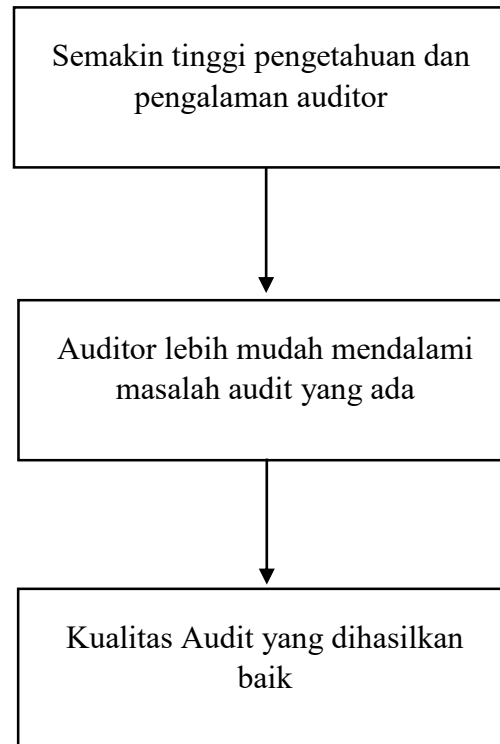 Semakin tinggi pengetahuan dan
pengalaman auditor
Auditor lebih mudah mendalami
masalah audit yang ada
Kualitas Audit yang dihasilkan
baik